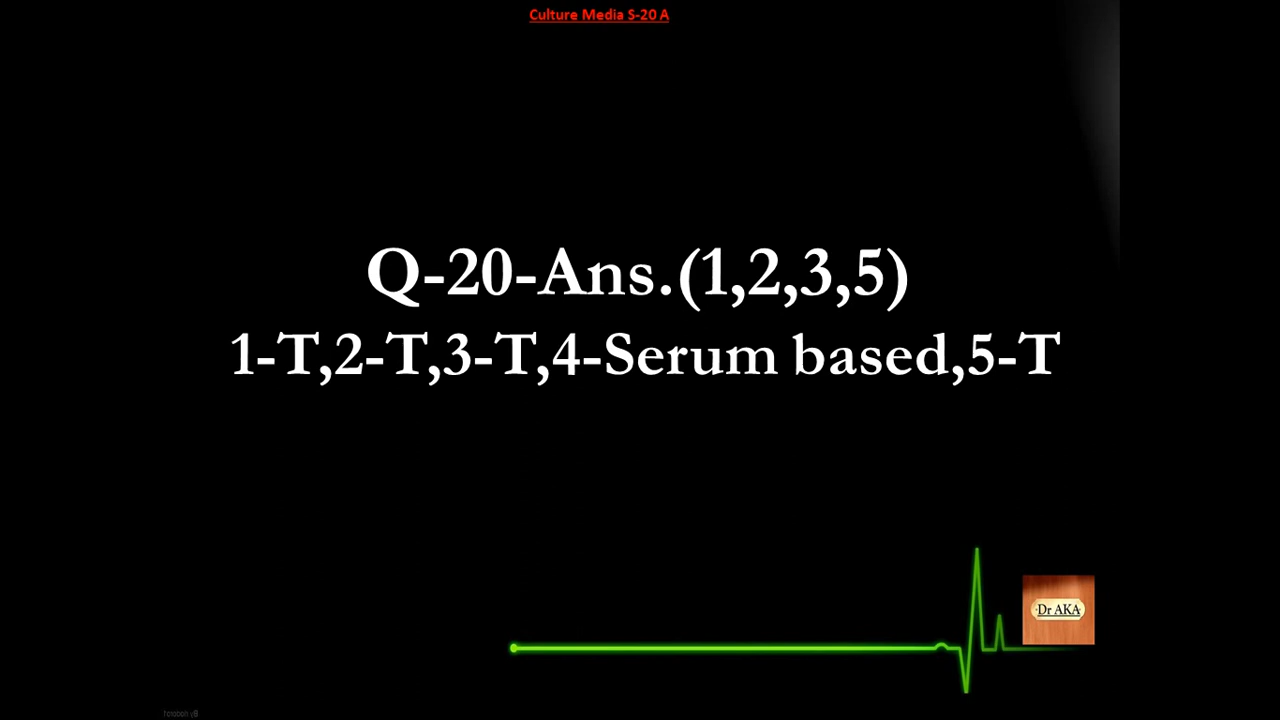 Culture Media S-20 A
Q-20-Ans.(1,2,3,5)
1-T,2-T,3-T,4-Serum based,5-T
Dr AKA